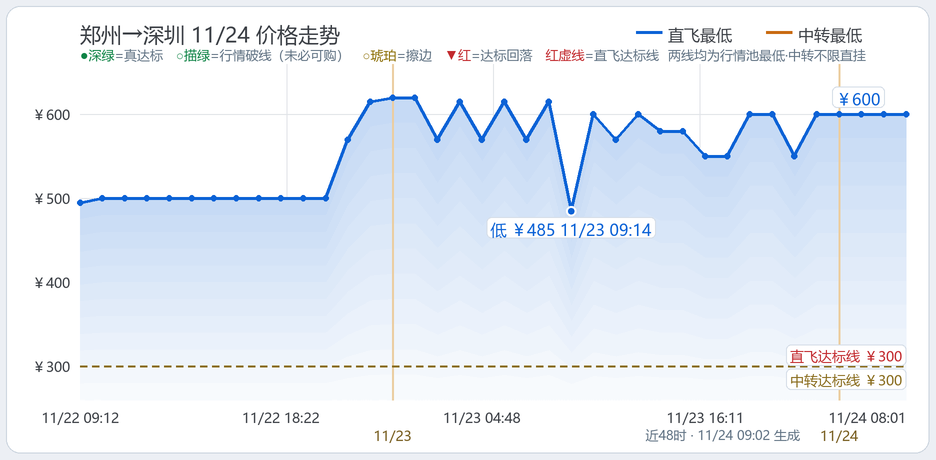 郑州→深圳 11/24 价格走势
直飞最低 中转最低
●深绿=真达标 ○描绿=行情破线（未必可购） ○琥珀=擦边 ▼红=达标回落 红虚线=直飞达标线 两线均为行情池最低·中转不限直挂
¥600
¥600
¥500
低 ¥485 11/23 09:14
¥400
直飞达标线 ¥300
¥300
中转达标线 ¥300
11/22 09:12 11/22 18:22 11/23 04:48 11/23 16:11 11/24 08:01
11/23 近48时 · 11/24 09:02 生成 11/24